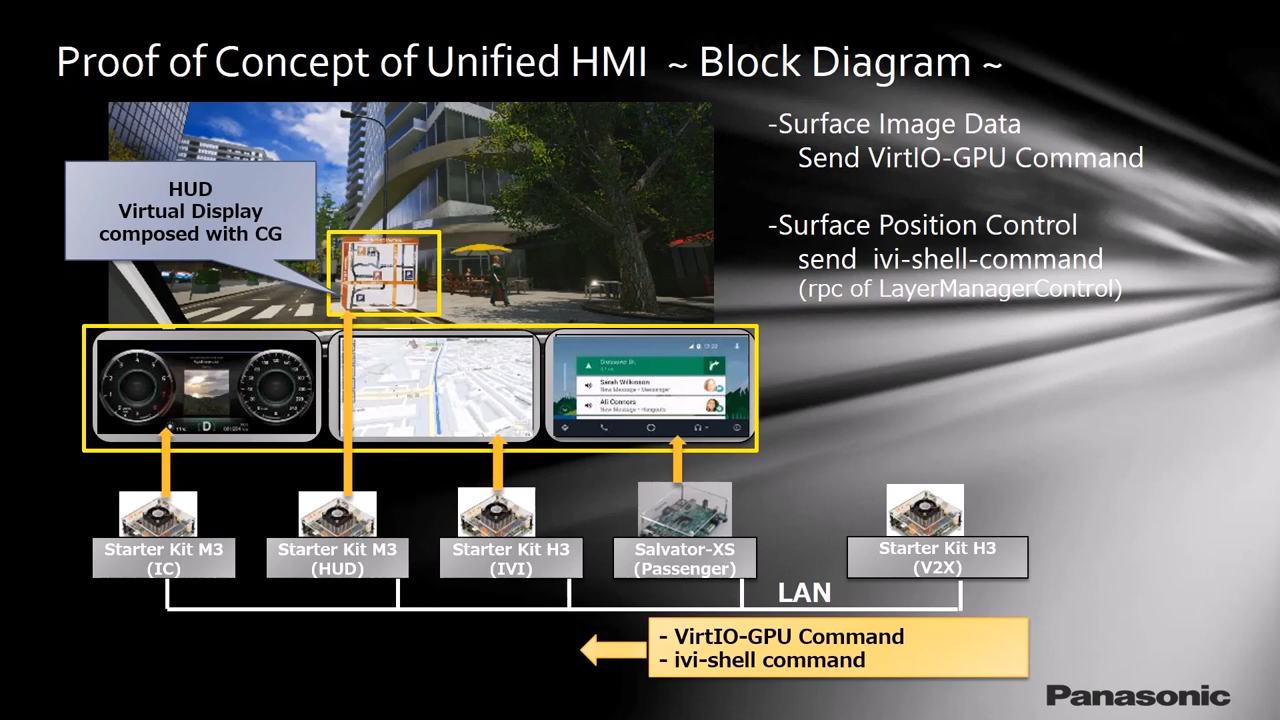 Proof of Concept of Unified HMI ~ Block Diagram ~
-Surface Image Data
Send VirtIO-GPU Command
-Surface Position Control
send ivi-shell-command
(rpc of LayerManagerControl)
HUD
Virtual Display
composed with CG
Sarah Wilkinson
New Message • Messenger
Ali Connors
New Message • Hangouts
D
Starter Kit M3
(IC)
Starter Kit M3
(HUD)
Starter Kit H3
(IVI)
Salvator-XS
(Passenger)
Starter Kit H3
(V2X)
LAN
- VirtIO-GPU Command
- ivi-shell command
Panasonic